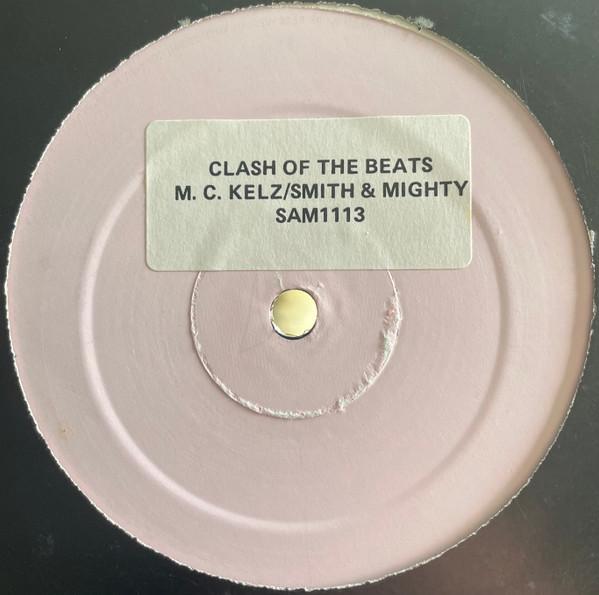 CLASH OF THE BEATS
M. C. KELZ/SMITH & MIGHTY
SAM1113